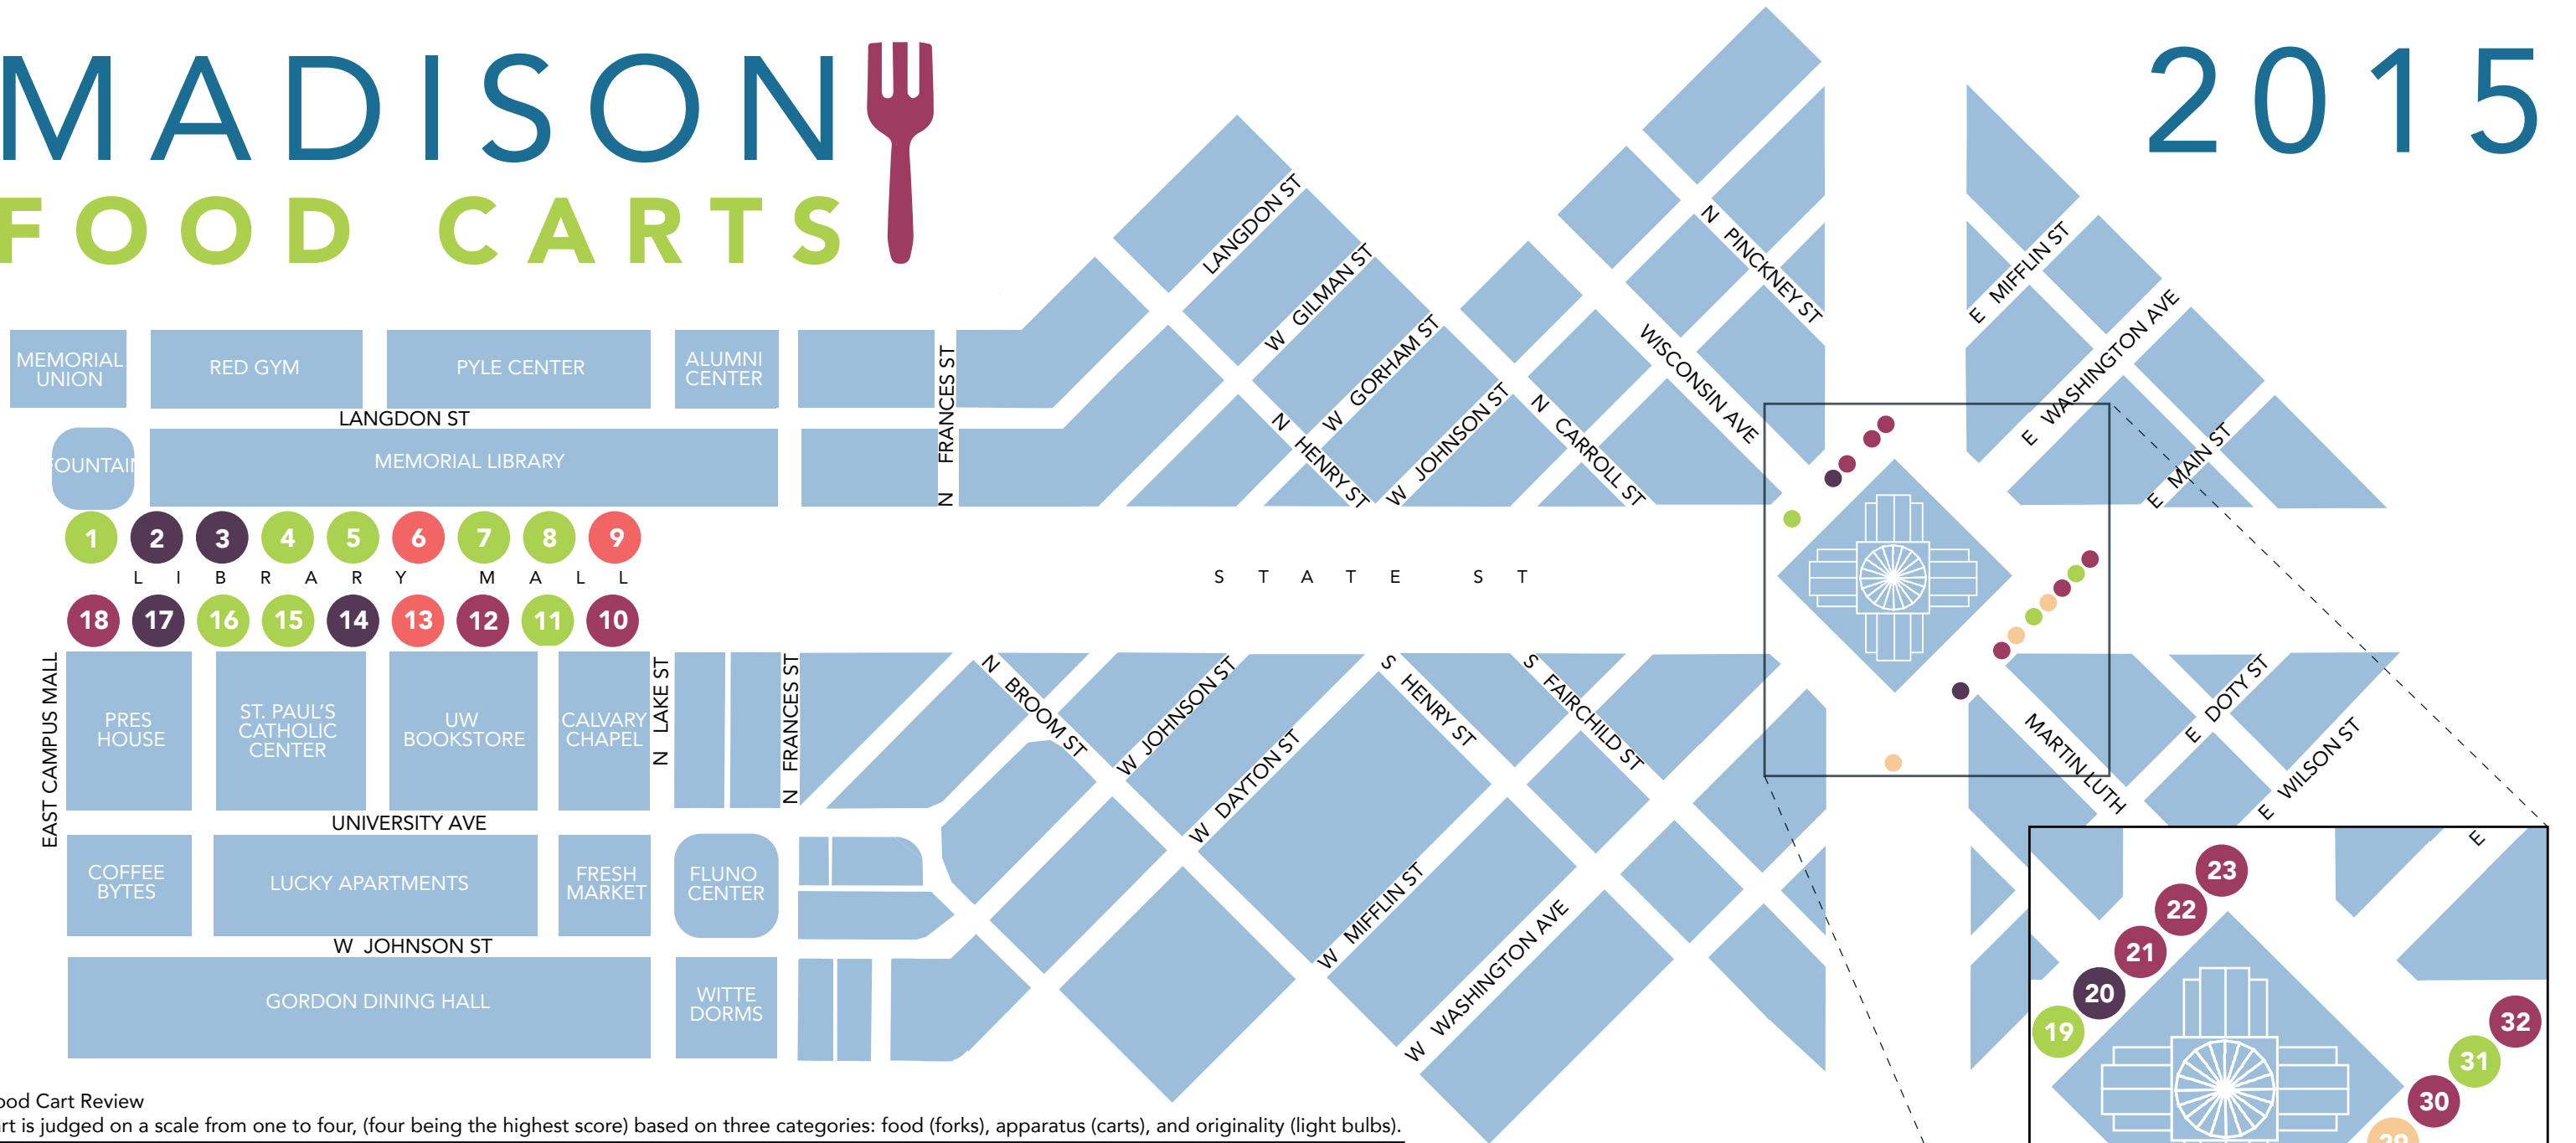 MADISON
FOOD CARTS
2015
LANGDON ST
W GILMAN ST
W GORHAM ST
W JOHNSON ST
N HENRY ST
N CARROLL ST
WISCONSIN AVE
N PINCKNEY ST
E MIFFLIN ST
E WASHINGTON AVE
E MAIN ST
MEMORIAL
UNION
RED GYM
PYLE CENTER
ALUMNI
CENTER
N FRANCES ST
LANGDON ST
OUNTAIN
MEMORIAL LIBRARY
1 2 3 4 5 6 7 8 9
LIBRARY MALL
18 17 16 15 14 13 12 11 10
STATE ST
EAST CAMPUS MALL
PRES
HOUSE
ST. PAUL'S
CATHOLIC
CENTER
UW
BOOKSTORE
CALVARY
CHAPEL
N LAKE ST
N FRANCES ST
N BROOM ST
W JOHNSON ST
W DAYTON ST
S HENRY ST
S FAIRCHILD ST
W MIFFLIN ST
W WASHINGTON AVE
MARTIN LUTH
E DOTY ST
E WILSON ST
UNIVERSITY AVE
COFFEE
BYTES
LUCKY APARTMENTS
FRESH
MARKET
FLUNO
CENTER
W JOHNSON ST
GORDON DINING HALL
WITTE
DORMS
E
23
22
21
20
19
32
31
30
29
ood Cart Review
rt is judged on a scale from one to four, (four being the highest score) based on three categories: food (forks), apparatus (carts), and originality (light bulbs).